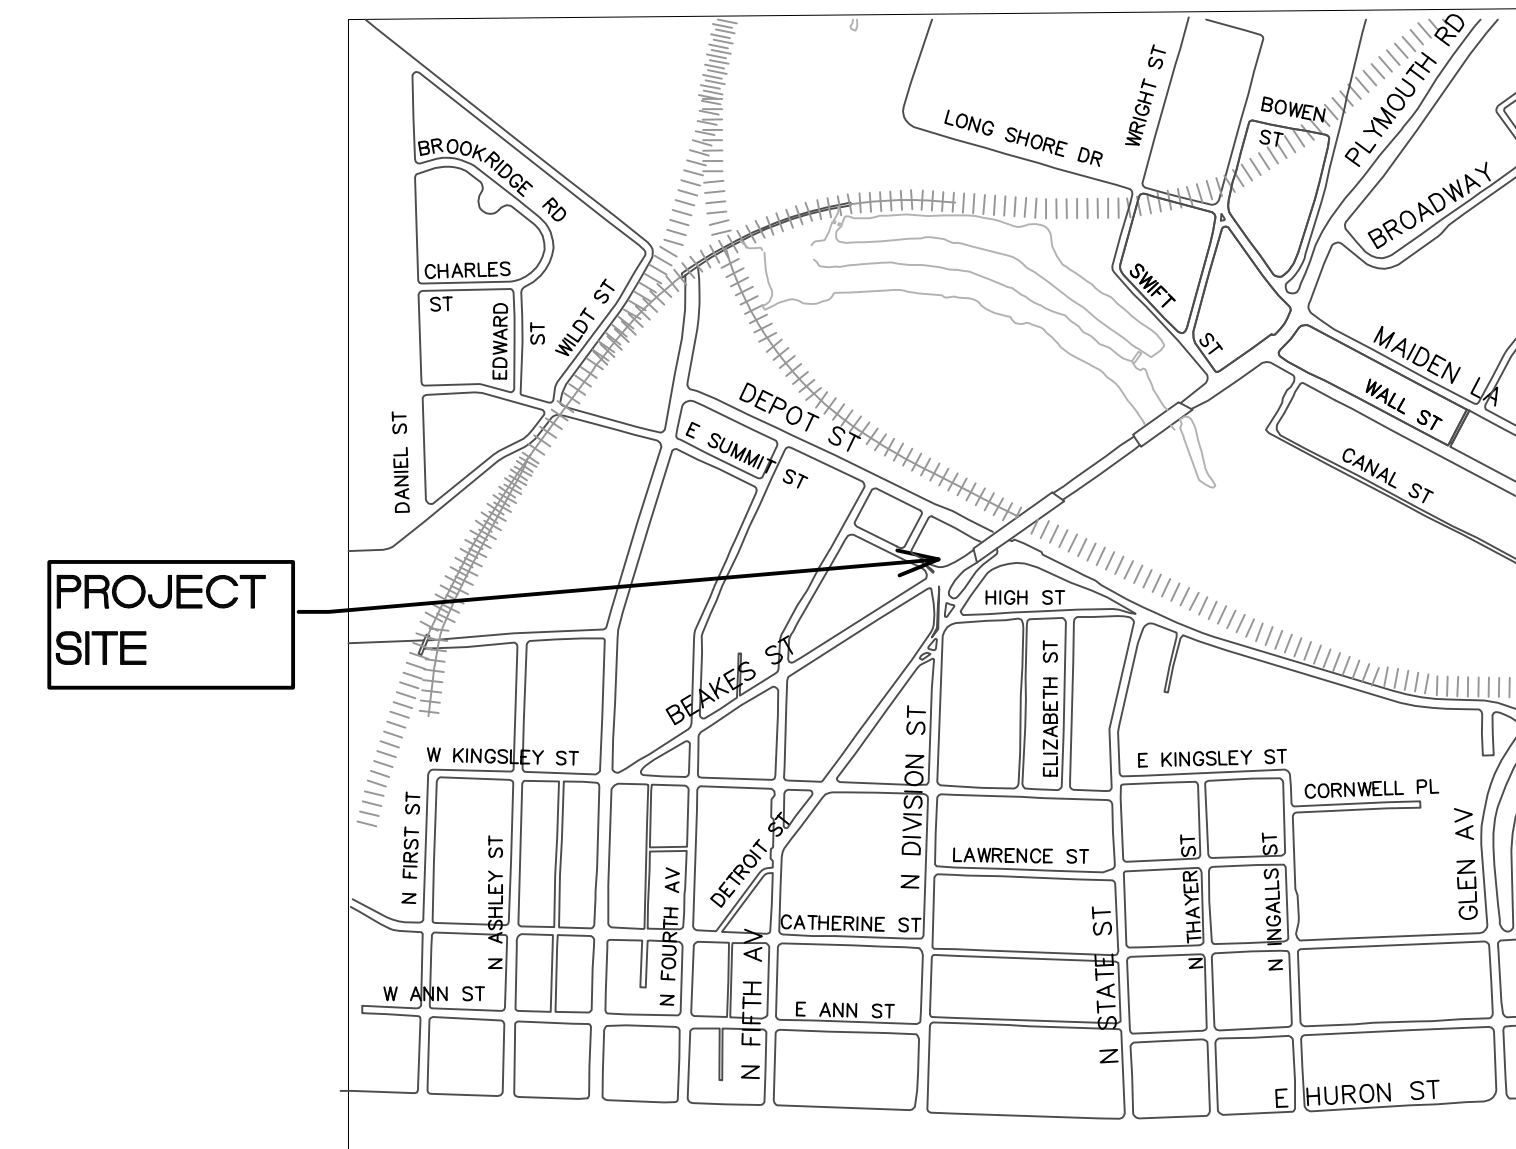 PLYMOUTH RD
WRIGHT ST
BOWEN
ST
LONG SHORE DR
BROOKRIDGE RD
BROADWAY
CHARLES
ST
EDWARD
ST
WILDT ST
SWIFT
ST
MAIDEN LA
WALL ST
CANAL ST
DEPOT ST
E SUMMIT ST
DANIEL ST
PROJECT
SITE
HIGH ST
BEAKES ST
ELIZABETH ST
N DIVISION ST
W KINGSLEY ST
E KINGSLEY ST
CORNWELL PL
N FIRST ST
N ASHLEY ST
DETROIT ST
LAWRENCE ST
N THAYER ST
N INGALLS ST
GLEN AV
N FOURTH AV
CATHERINE ST
N STATE ST
W ANN ST
N FIFTH AV
E ANN ST
E HURON ST